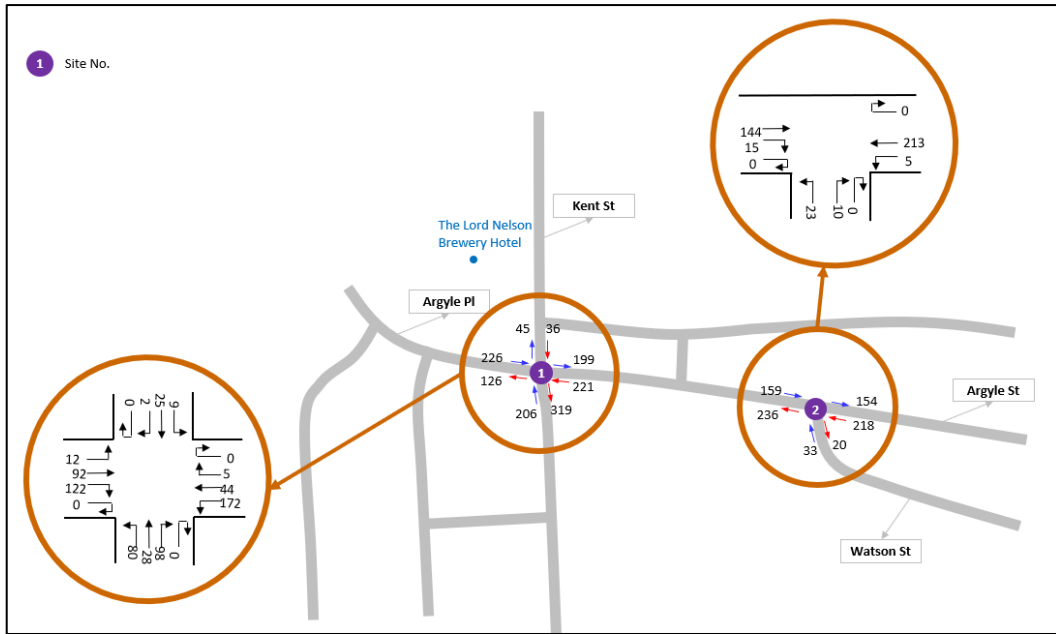 1 Site No.
144
15
0
0
213
5
23
10
0
Kent St
The Lord Nelson
Brewery Hotel
Argyle Pl
45 36
226 199
1
126 221
206 319
159 154
2
236 218
33 20
Argyle St
Watson St
0 2 25 9
12
92
122
0
0
5
44
172
80 28 98 0